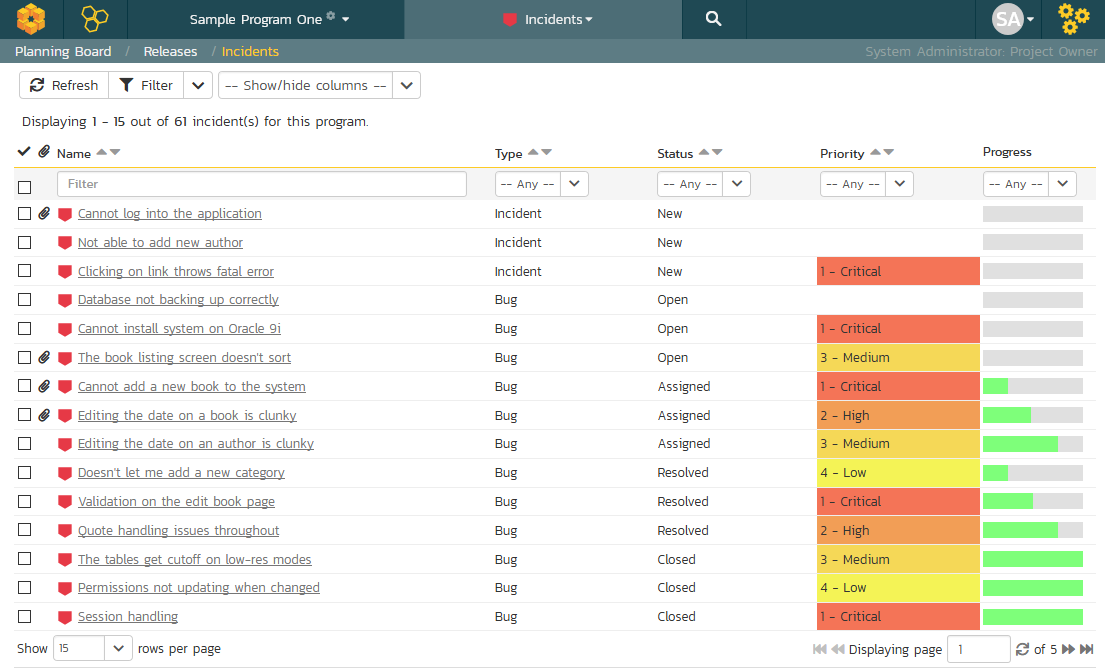 Sample Program One
Incidents
SA
Planning Board / Releases / Incidents
System Administrator. Project Owner
Refresh Filter -- Show/hide columns --
Displaying 1 - 15 out of 61 incident(s) for this program.
Name Type Status Priority Progress
Filter -- Any -- -- Any -- -- Any -- -- Any --
Cannot log into the application Incident New
Not able to add new author Incident New
Clicking on link throws fatal error Incident New 1 - Critical
Database not backing up correctly Bug Open
Cannot install system on Oracle 9i Bug Open 1 - Critical
The book listing screen doesn't sort Bug Open 3 - Medium
Cannot add a new book to the system Bug Assigned 1 - Critical
Editing the date on a book is clunky Bug Assigned 2 - High
Editing the date on an author is clunky Bug Assigned 3 - Medium
Doesn't let me add a new category Bug Resolved 4 - Low
Validation on the edit book page Bug Resolved 1 - Critical
Quote handling issues throughout Bug Resolved 2 - High
The tables get cutoff on low-res modes Bug Closed 3 - Medium
Permissions not updating when changed Bug Closed 4 - Low
Session handling Bug Closed 1 - Critical
Show 15 rows per page Displaying page 1 of 5